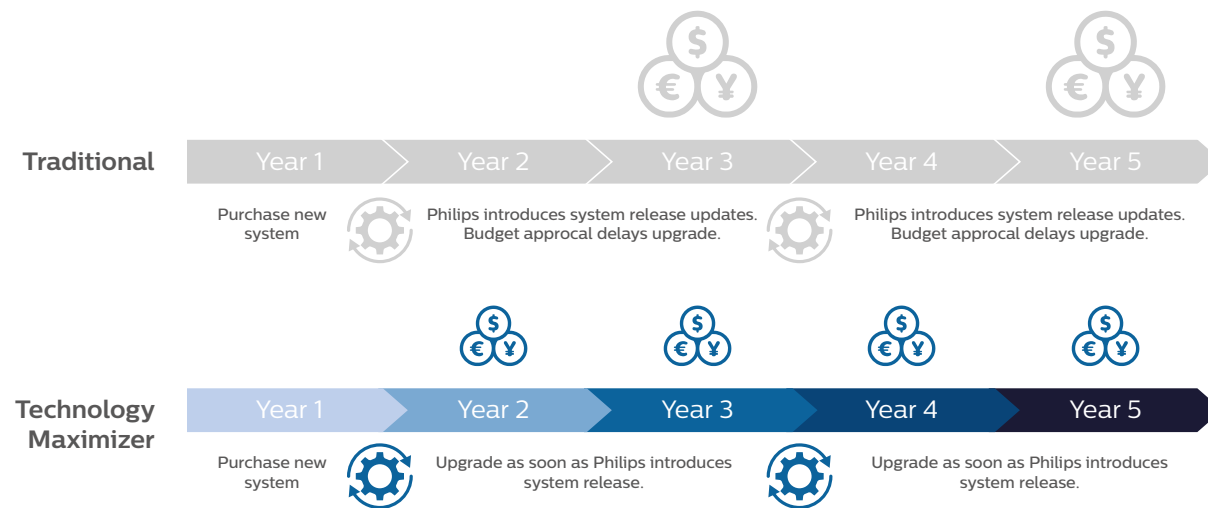 $
€ ¥
$
€ ¥
Traditional
Year 1
Year 2
Year 3
Year 4
Year 5
Purchase new
system
Philips introduces system release updates.
Budget approcal delays upgrade.
Philips introduces system release updates.
Budget approcal delays upgrade.
$
€ ¥
$
€ ¥
$
€ ¥
$
€ ¥
Technology
Maximizer
Year 1
Year 2
Year 3
Year 4
Year 5
Purchase new
system
Upgrade as soon as Philips introduces
system release.
Upgrade as soon as Philips introduces
system release.